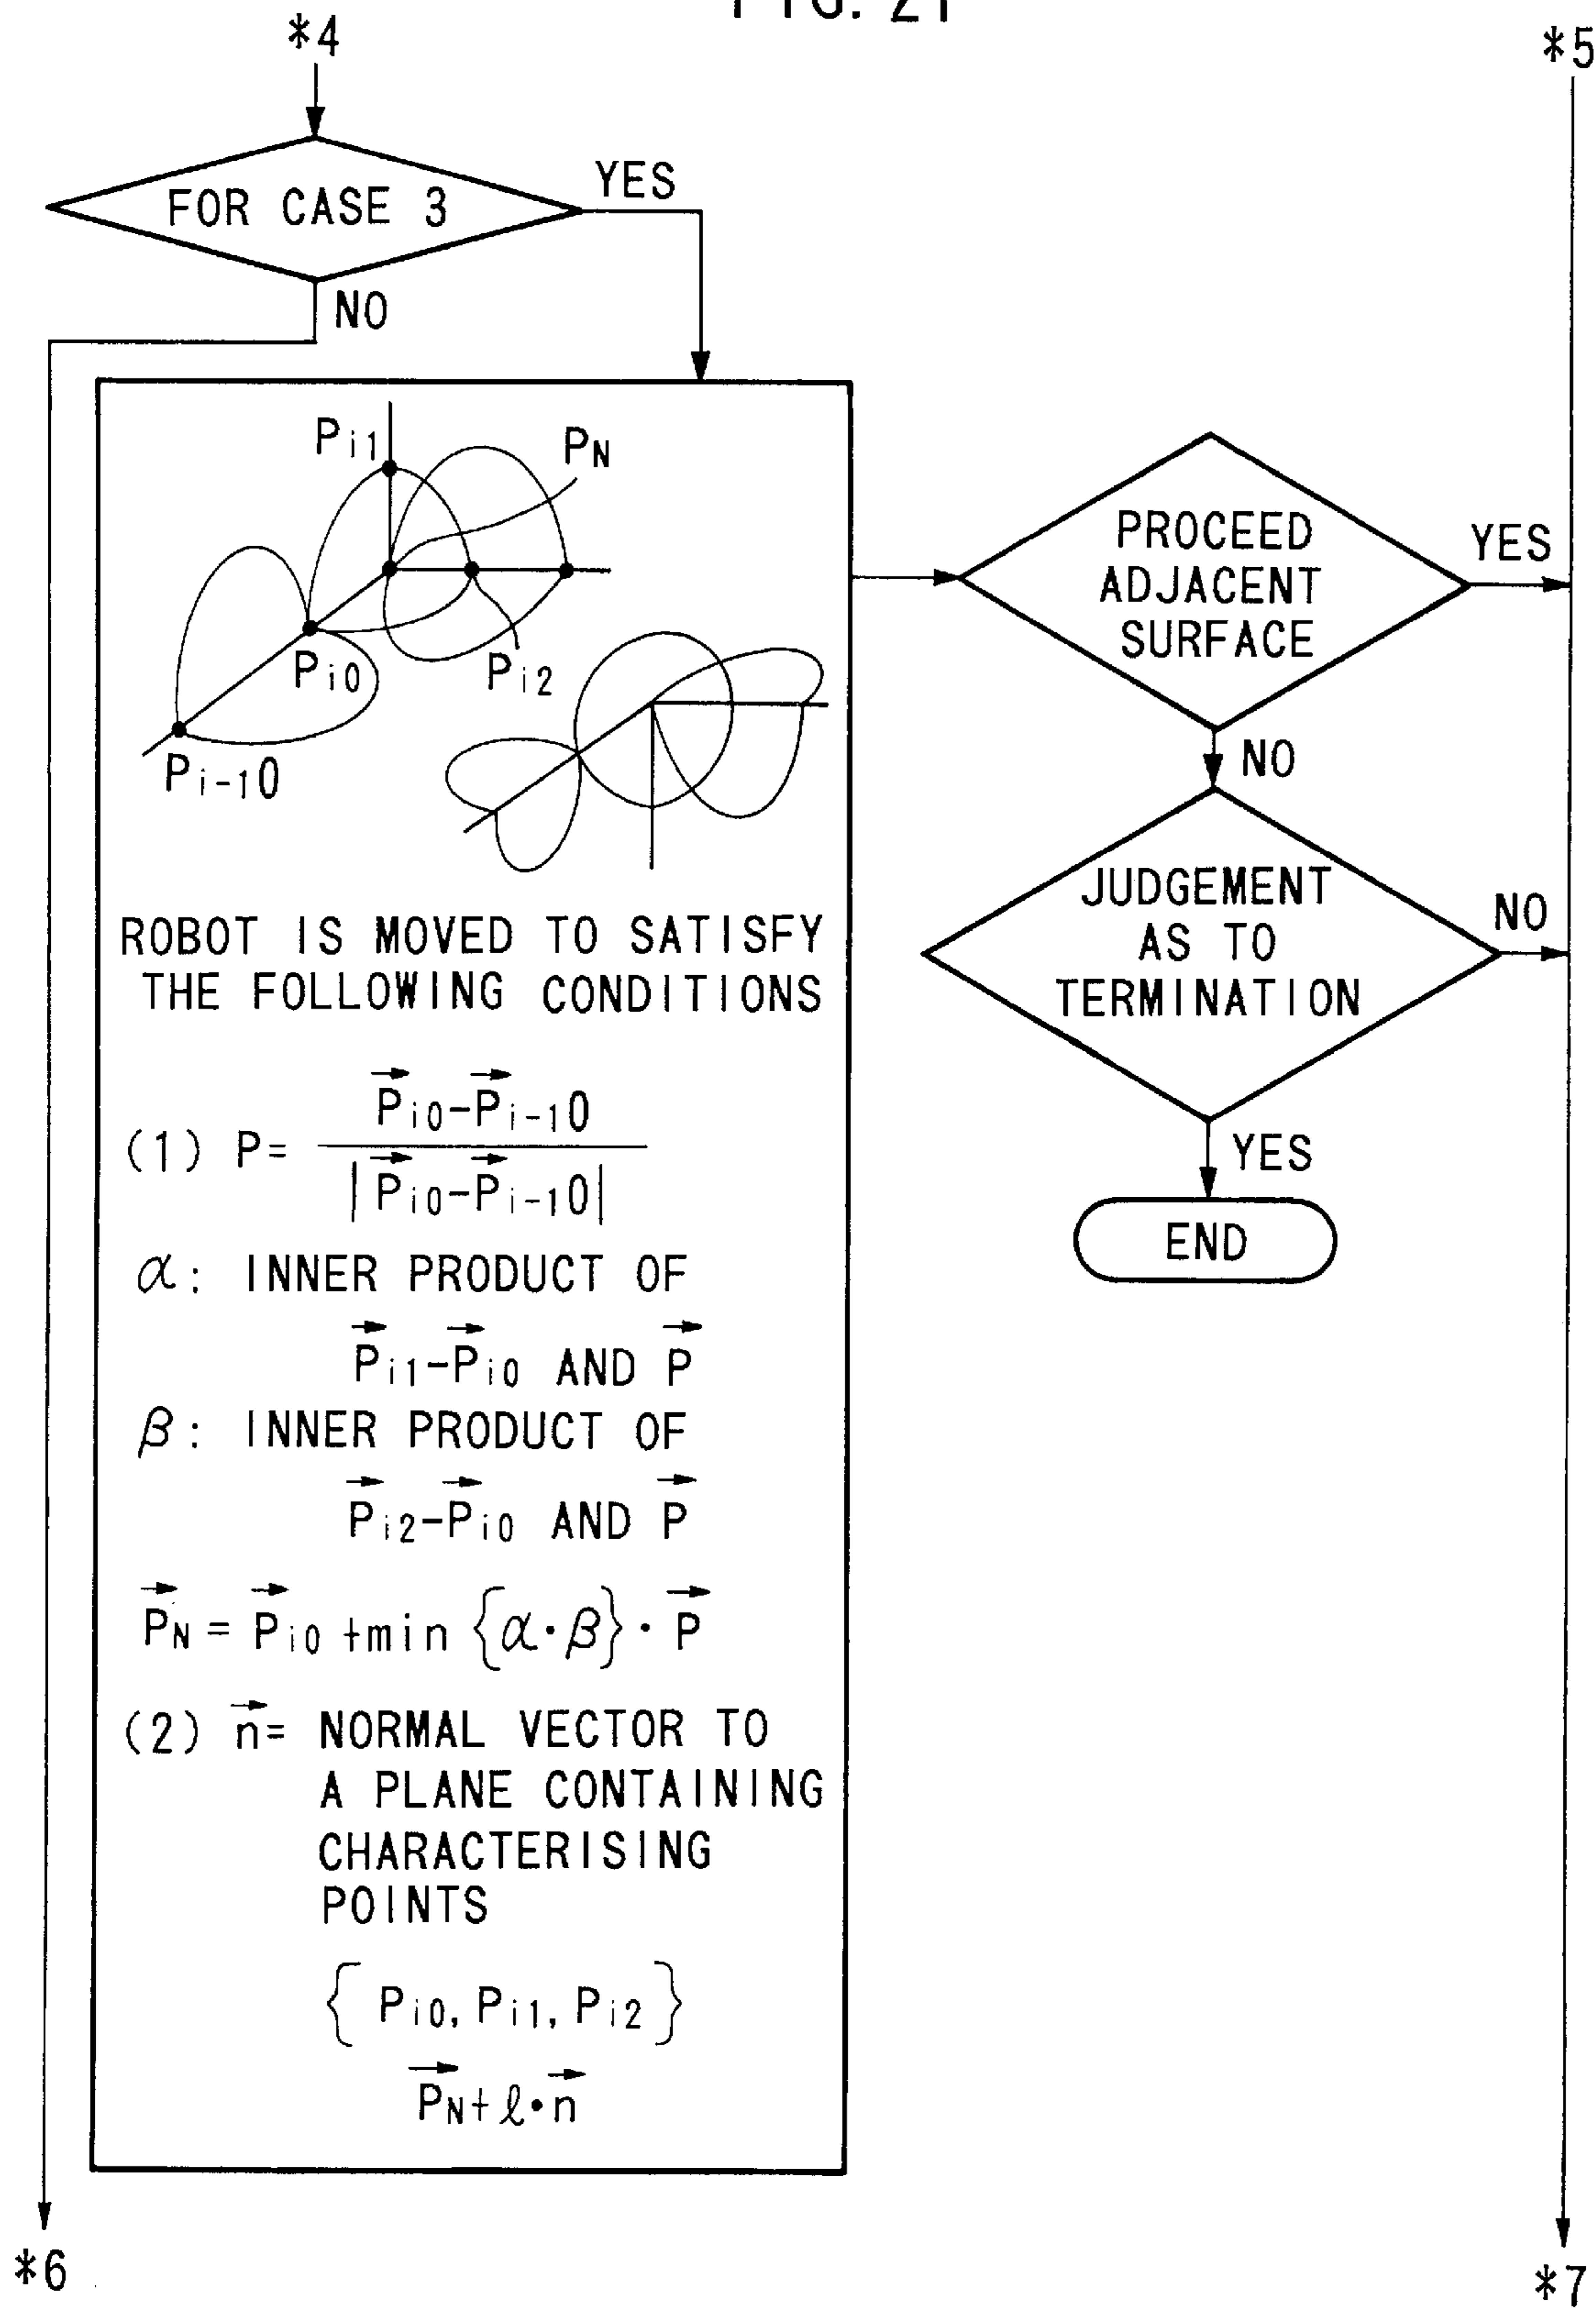 FIG. 21
*4
*5
FOR CASE 3
YES
NO
Pi1
PN
Pi0
Pi2
Pi-10
ROBOT IS MOVED TO SATISFY
THE FOLLOWING CONDITIONS
(1) P= Pi0-Pi-10
|Pi0-Pi-10|
α: INNER PRODUCT OF
Pi1-Pi0 AND P
β: INNER PRODUCT OF
Pi2-Pi0 AND P
PN = Pi0 +min {α·β}· P
(2) n= NORMAL VECTOR TO
A PLANE CONTAINING
CHARACTERISING
POINTS
{ Pi0, Pi1, Pi2 }
PN+ℓ·n
PROCEED
ADJACENT
SURFACE
YES
NO
JUDGEMENT
AS TO
TERMINATION
NO
YES
END
*6
*7